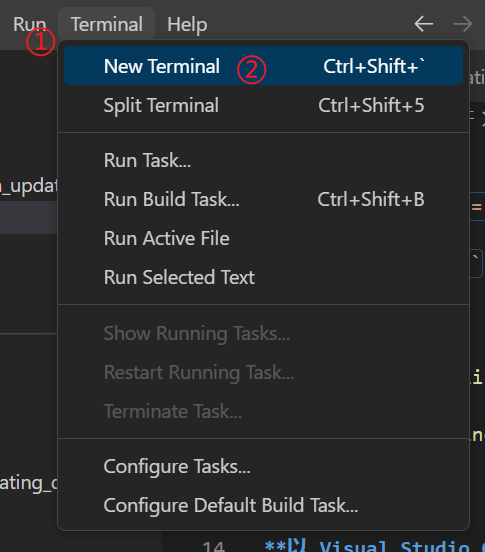 Run Terminal Help ← →
①
New Terminal ② Ctrl+Shift+`
Split Terminal Ctrl+Shift+5
Run Task...
Run Build Task... Ctrl+Shift+B
Run Active File
Run Selected Text
Show Running Tasks...
Restart Running Task...
Terminate Task...
Configure Tasks...
Configure Default Build Task...
14 **以 Visual Studio